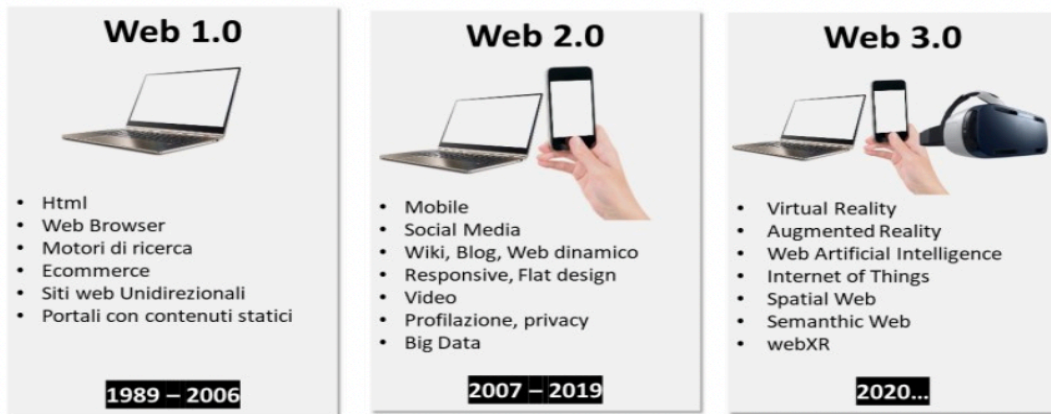 Web 1.0
• Html
• Web Browser
• Motori di ricerca
• Ecommerce
• Siti web Unidirezionali
• Portali con contenuti statici
1989 – 2006
Web 2.0
• Mobile
• Social Media
• Wiki, Blog, Web dinamico
• Responsive, Flat design
• Video
• Profilazione, privacy
• Big Data
2007 – 2019
Web 3.0
• Virtual Reality
• Augmented Reality
• Web Artificial Intelligence
• Internet of Things
• Spatial Web
• Semanthic Web
• webXR
2020...